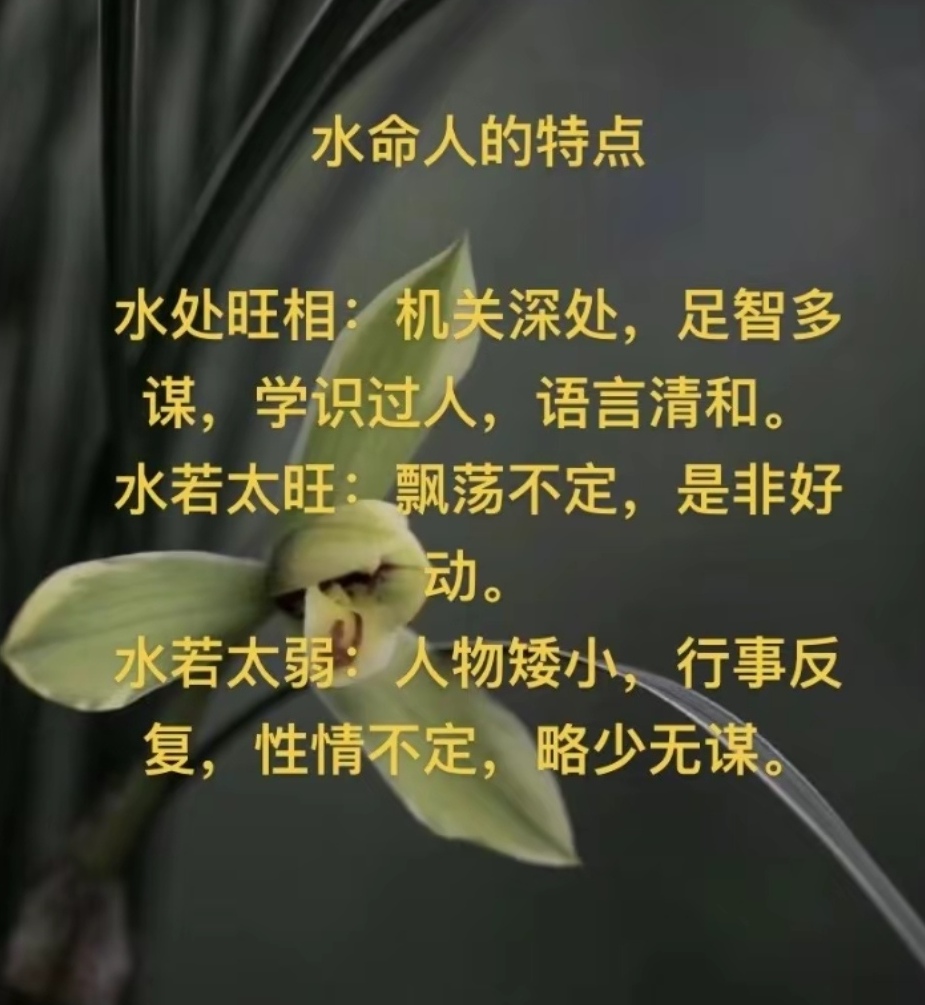 水命人的特点
水处旺相：机关深处，足智多
谋，学识过人，语言清和。
水若太旺：飘荡不定，是非好
动。
水若太弱：人物矮小，行事反
复，性情不定，略少无谋。